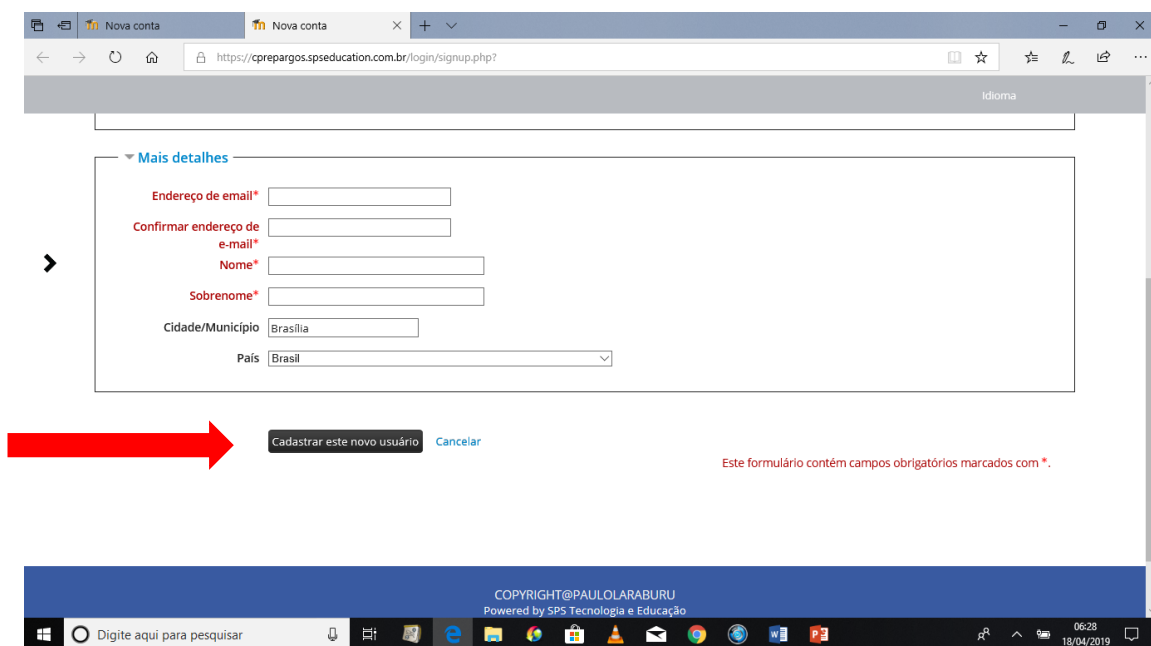 Nova conta
Nova conta
https://cprepargos.spseducation.com.br/login/signup.php?
Idioma
Mais detalhes
Endereço de email*
Confirmar endereço de
e-mail*
Nome*
Sobrenome*
Cidade/Município Brasília
País Brasil
Cadastrar este novo usuário Cancelar
Este formulário contém campos obrigatórios marcados com *.
COPYRIGHT@PAULOLARABURU
Powered by SPS Tecnologia e Educação
Digite aqui para pesquisar
06:28
18/04/2019